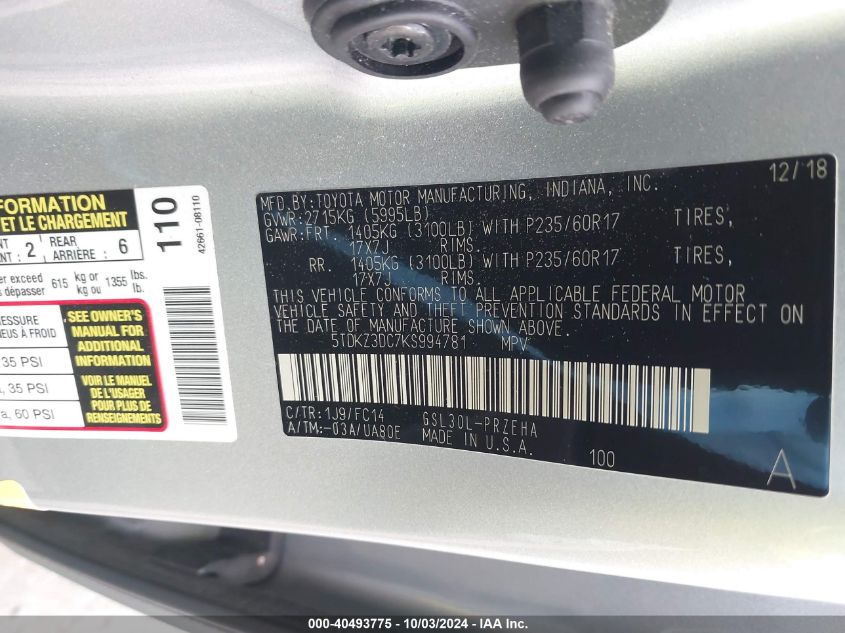 FORMATION
ET LE CHARGEMENT
2 REAR 6
ARRIÈRE :
er exceed 615 kg or 1355 lbs.
s dépasser kg ou lb.
RESSURE
NEUS À FROID
35 PSI
, 35 PSI
a, 60 PSI
SEE OWNER'S
MANUAL FOR
ADDITIONAL
INFORMATION
VOIR LE MANUEL
DE L'USAGER
POUR PLUS DE
RENSEIGNEMENTS
110
42661-08110
12/18
MFD.BY:TOYOTA MOTOR MANUFACTURING, INDIANA, INC.
GVWR:2715KG (5995LB)
GAWR:FRT. 1405KG (3100LB) WITH P235/60R17 TIRES,
17X7J RIMS.
RR. 1405KG (3100LB) WITH P235/60R17 TIRES,
17X7J RIMS.
THIS VEHICLE CONFORMS TO ALL APPLICABLE FEDERAL MOTOR
VEHICLE SAFETY AND THEFT PREVENTION STANDARDS IN EFFECT ON
THE DATE OF MANUFACTURE SHOWN ABOVE.
5TDKZ3DC7KS994781 MPV
C/TR:1J9/FC14 GSL30L-PRZEHA
A/TM:-03A/UA80E MADE IN U.S.A.
100
A
000-40493775 - 10/03/2024 - IAA Inc.